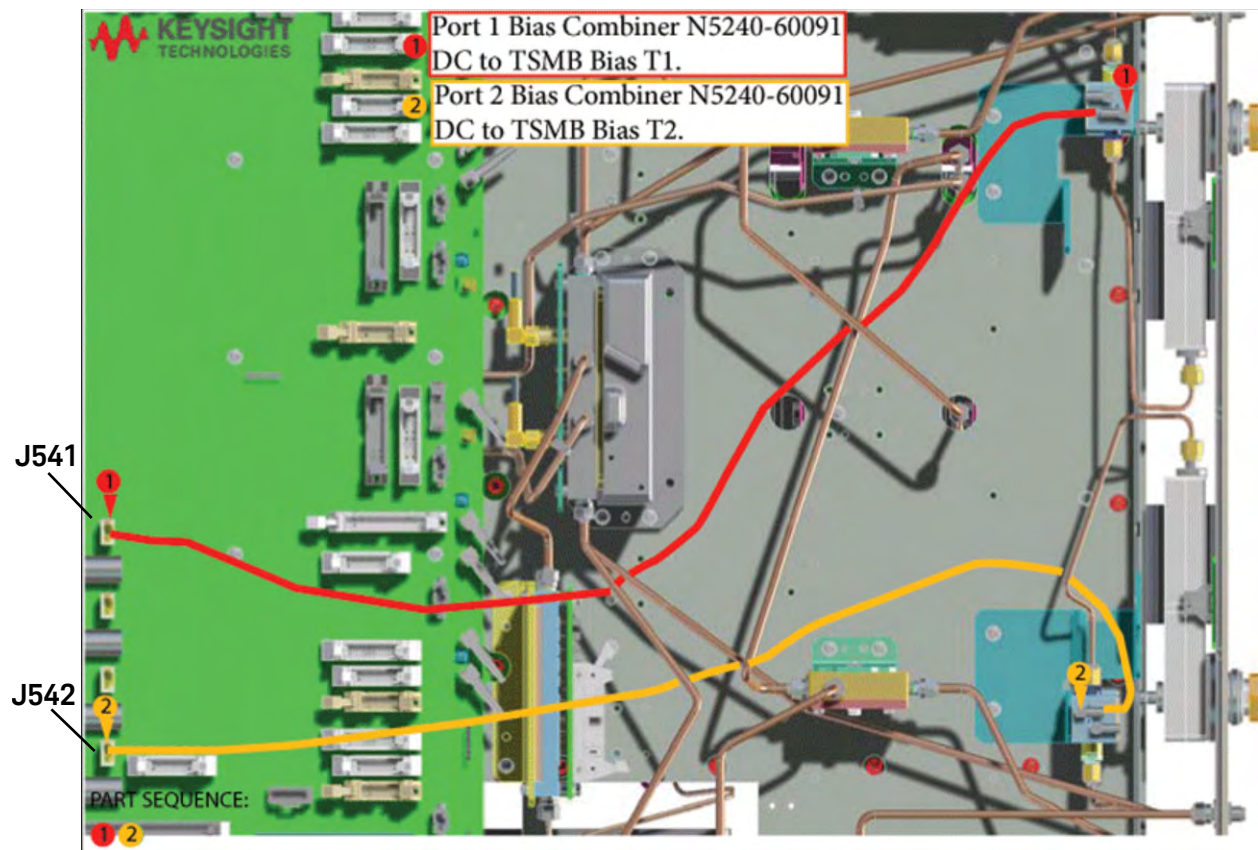 KEYSIGHT
TECHNOLOGIES
1
Port 1 Bias Combiner N5240-60091
DC to TSMB Bias T1.
2
Port 2 Bias Combiner N5240-60091
DC to TSMB Bias T2.
1
J541
1
J542
2
2
PART SEQUENCE:
1 2